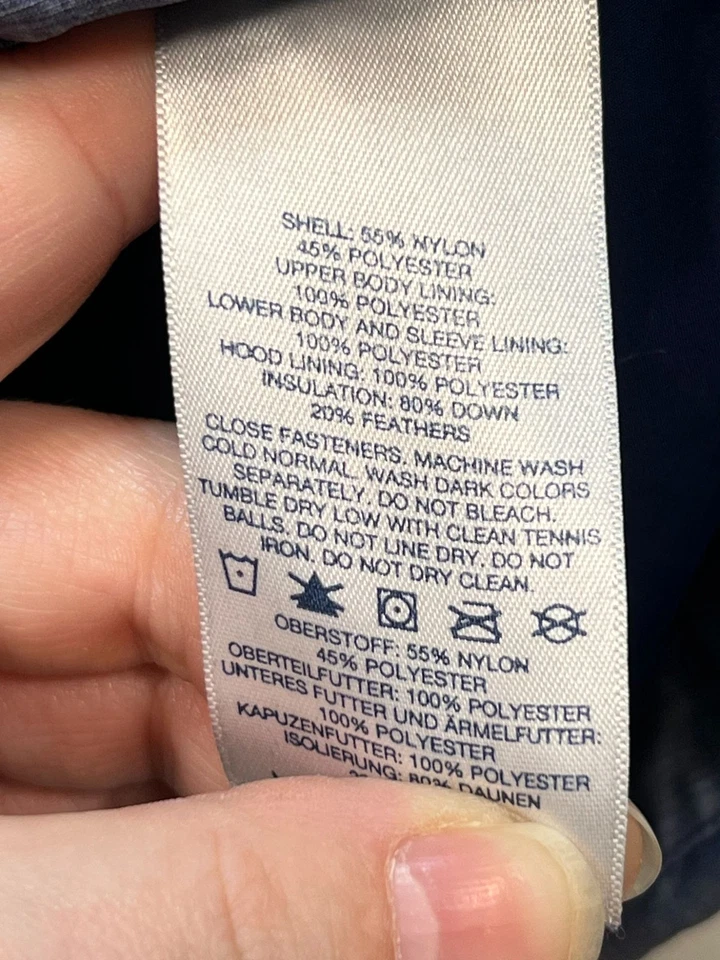 SHELL: 55% NYLON
45% POLYESTER
UPPER BODY LINING:
100% POLYESTER
LOWER BODY AND SLEEVE LINING:
100% POLYESTER
HOOD LINING: 100% POLYESTER
INSULATION: 80% DOWN
20% FEATHERS
CLOSE FASTENERS. MACHINE WASH
COLD NORMAL. WASH DARK COLORS
SEPARATELY. DO NOT BLEACH.
TUMBLE DRY LOW WITH CLEAN TENNIS
BALLS. DO NOT LINE DRY. DO NOT
IRON. DO NOT DRY CLEAN.
OBERSTOFF: 55% NYLON
45% POLYESTER
OBERTEILFUTTER: 100% POLYESTER
UNTERES FUTTER UND ÄRMELFUTTER:
100% POLYESTER
KAPUZENFUTTER: 100% POLYESTER
ISOLIERUNG: 80% DAUNEN